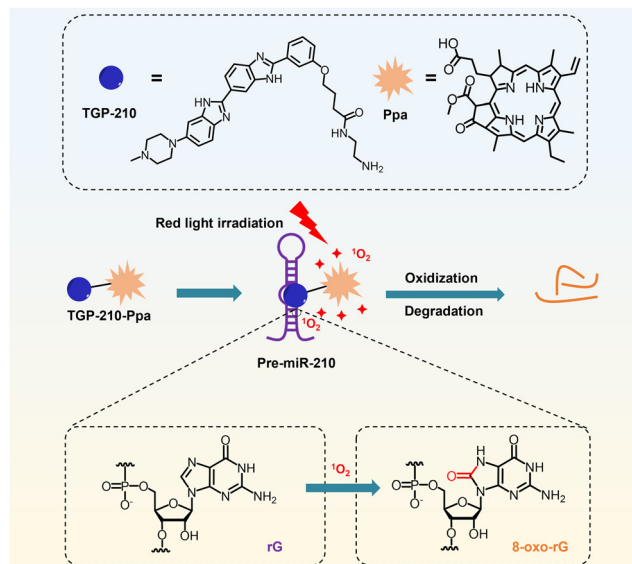 TGP-210
=
Ppa
=
N
NH
HN
N
N
N
O
O
HN
NH2
HO
O
O
O
O
N
HN
NH
N
Red light irradiation
1O2
TGP-210-Ppa
1O2
Pre-miR-210
Oxidization
Degradation
O=P-O
O-
O
O
OH
N
N
O
NH
N
NH2
rG
1O2
O=P-O
O-
O
O
OH
O
H
N
N
O
NH
N
NH2
8-oxo-rG